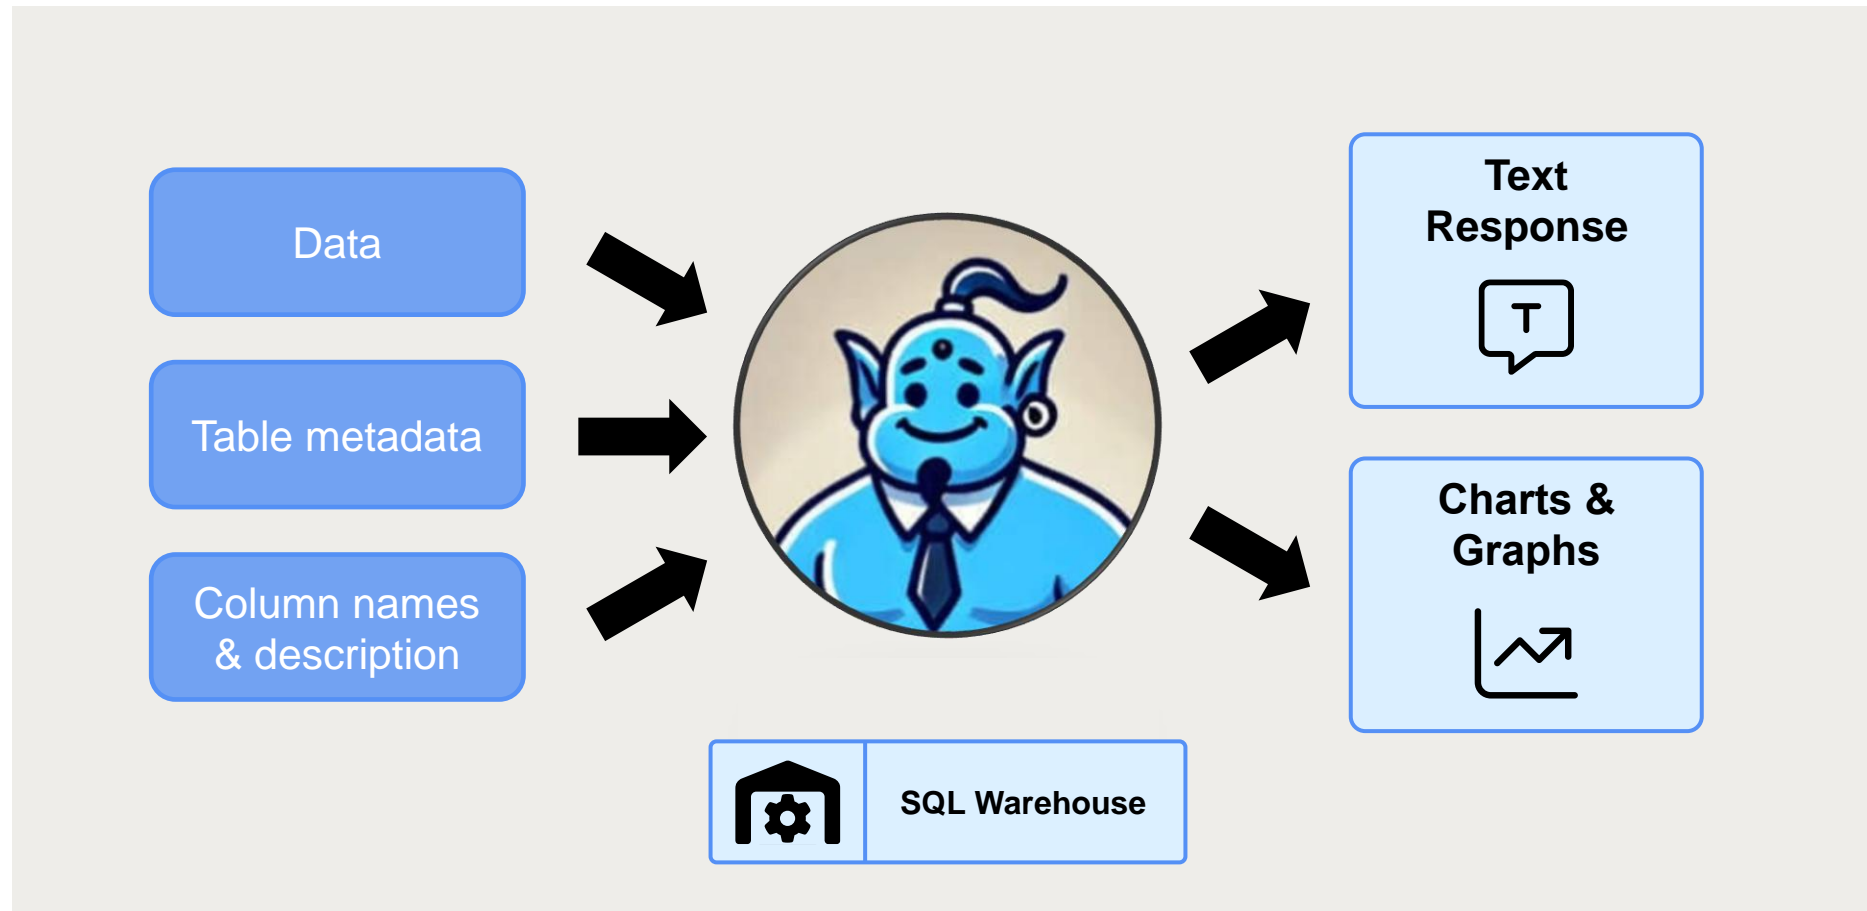 Data
Table metadata
Column names
& description
Text
Response
T
Charts &
Graphs
SQL Warehouse